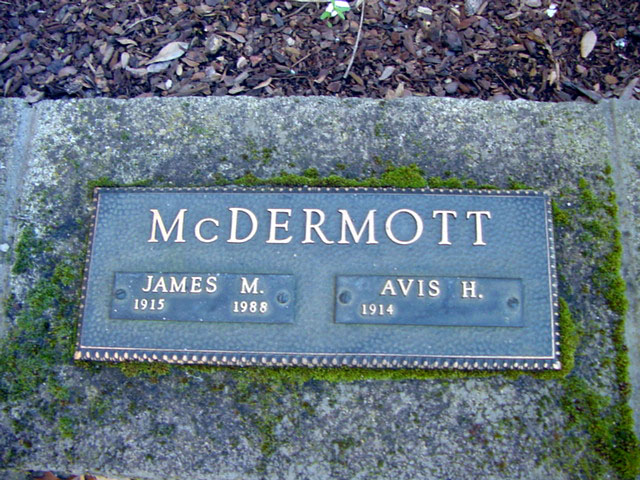 McDERMOTT
JAMES M.
1915 1988
AVIS H.
1914